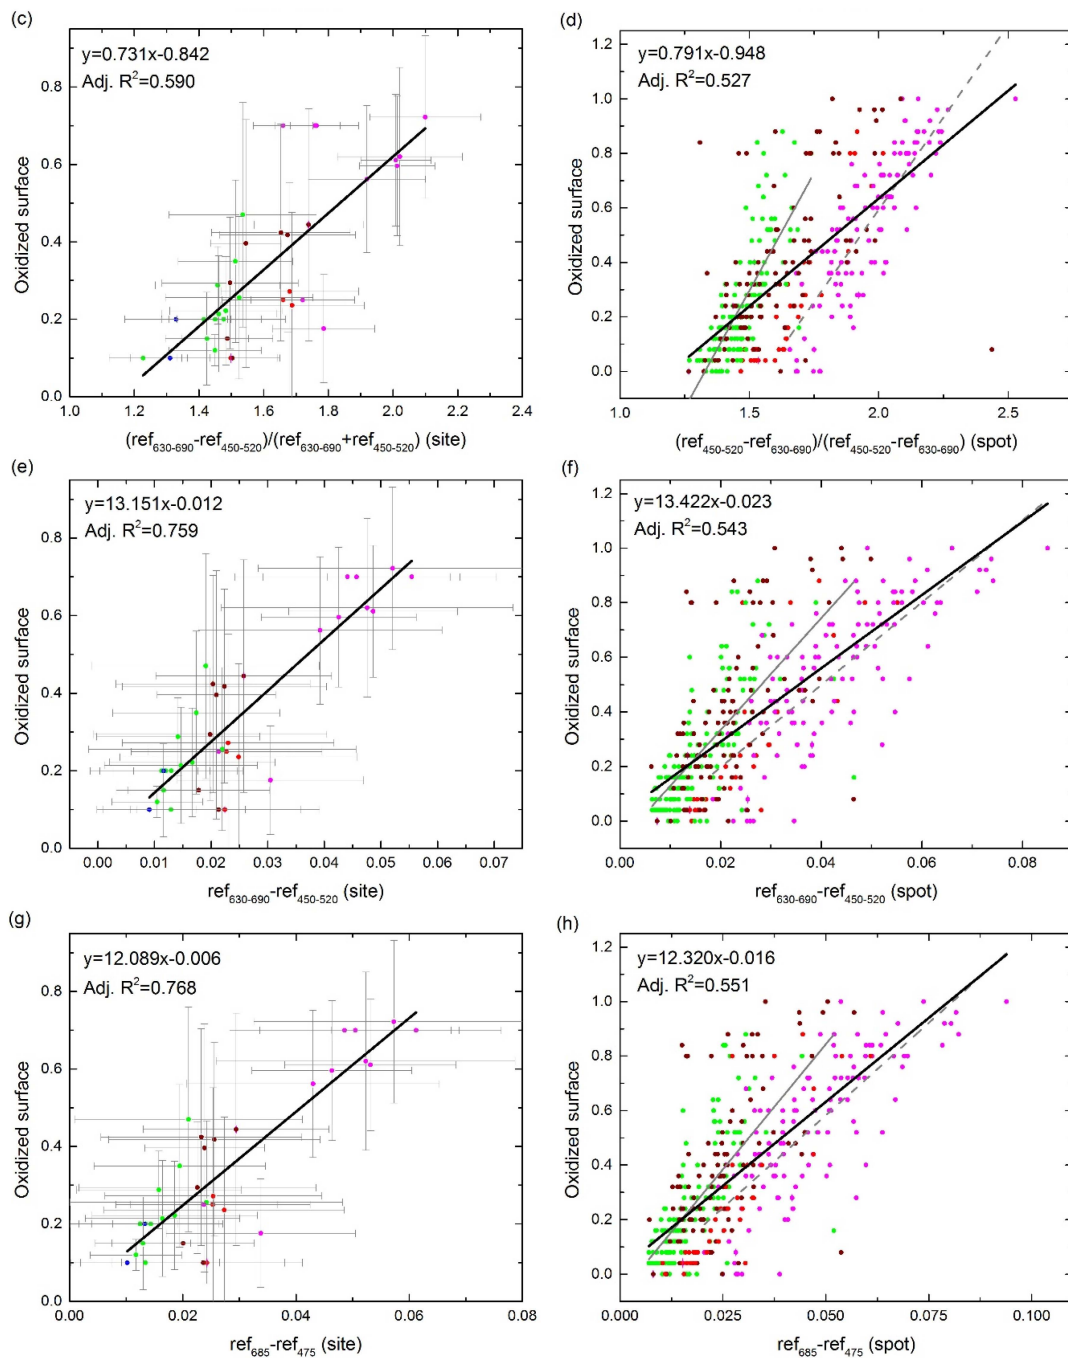 (c)
y=0.731x-0.842
Adj. R²=0.590
0.8
0.6
0.4
0.2
0.0
Oxidized surface
1.0 1.2 1.4 1.6 1.8 2.0 2.2 2.4
(ref₆₃₀₋₆₉₀-ref₄₅₀₋₅₂₀)/(ref₆₃₀₋₆₉₀+ref₄₅₀₋₅₂₀) (site)
(d)
y=0.791x-0.948
Adj. R²=0.527
1.2
1.0
0.8
0.6
0.4
0.2
0.0
Oxidized surface
1.0 1.5 2.0 2.5
(ref₄₅₀₋₅₂₀-ref₆₃₀₋₆₉₀)/(ref₄₅₀₋₅₂₀-ref₆₃₀₋₆₉₀) (spot)
(e)
y=13.151x-0.012
Adj. R²=0.759
0.8
0.6
0.4
0.2
0.0
Oxidized surface
0.00 0.01 0.02 0.03 0.04 0.05 0.06 0.07
ref₆₃₀₋₆₉₀-ref₄₅₀₋₅₂₀ (site)
(f)
y=13.422x-0.023
Adj. R²=0.543
1.2
1.0
0.8
0.6
0.4
0.2
0.0
Oxidized surface
0.00 0.02 0.04 0.06 0.08
ref₆₃₀₋₆₉₀-ref₄₅₀₋₅₂₀ (spot)
(g)
y=12.089x-0.006
Adj. R²=0.768
0.8
0.6
0.4
0.2
0.0
Oxidized surface
0.00 0.02 0.04 0.06 0.08
ref₆₈₅-ref₄₇₅ (site)
(h)
y=12.320x-0.016
Adj. R²=0.551
1.2
1.0
0.8
0.6
0.4
0.2
0.0
Oxidized surface
0.000 0.025 0.050 0.075 0.100
ref₆₈₅-ref₄₇₅ (spot)